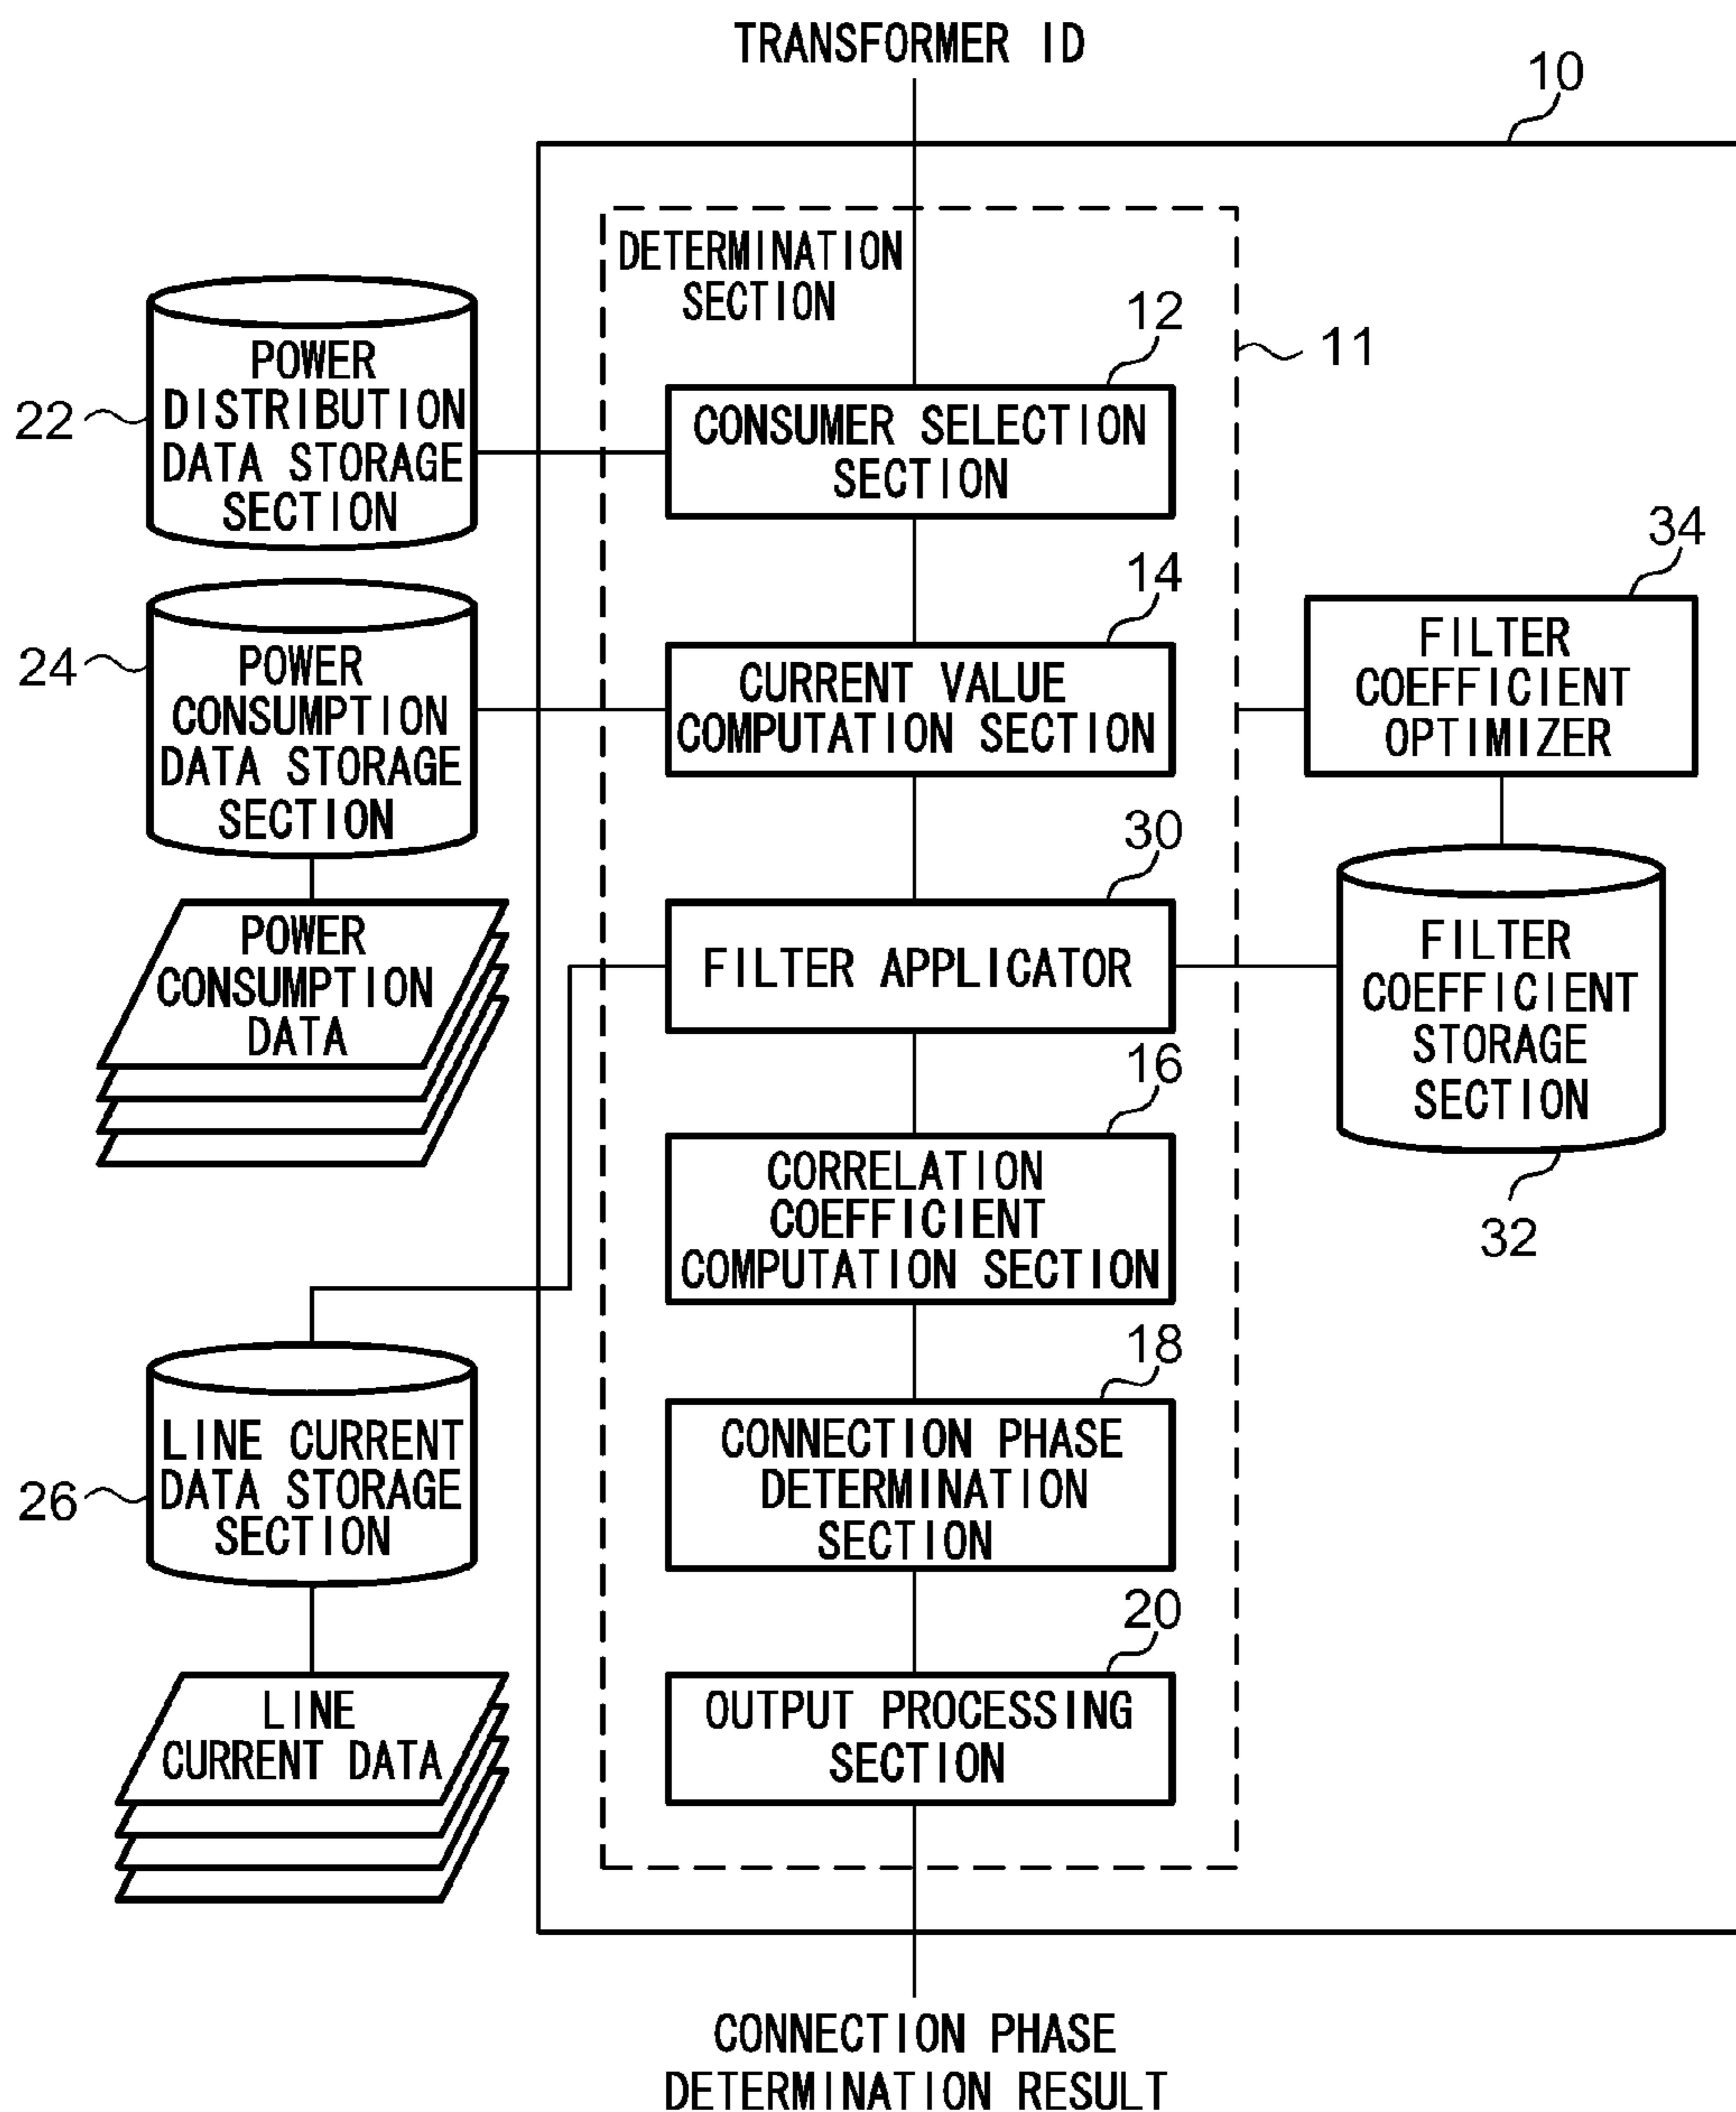 TRANSFORMER ID
10
DETERMINATION
SECTION
12
11
POWER
DISTRIBUTION
DATA STORAGE
SECTION
22
CONSUMER SELECTION
SECTION
34
14
24
POWER
CONSUMPTION
DATA STORAGE
SECTION
CURRENT VALUE
COMPUTATION SECTION
FILTER
COEFFICIENT
OPTIMIZER
30
POWER
CONSUMPTION
DATA
FILTER APPLICATOR
FILTER
COEFFICIENT
STORAGE
SECTION
32
16
CORRELATION
COEFFICIENT
COMPUTATION SECTION
18
26
LINE CURRENT
DATA STORAGE
SECTION
CONNECTION PHASE
DETERMINATION
SECTION
20
LINE
CURRENT DATA
OUTPUT PROCESSING
SECTION
CONNECTION PHASE
DETERMINATION RESULT